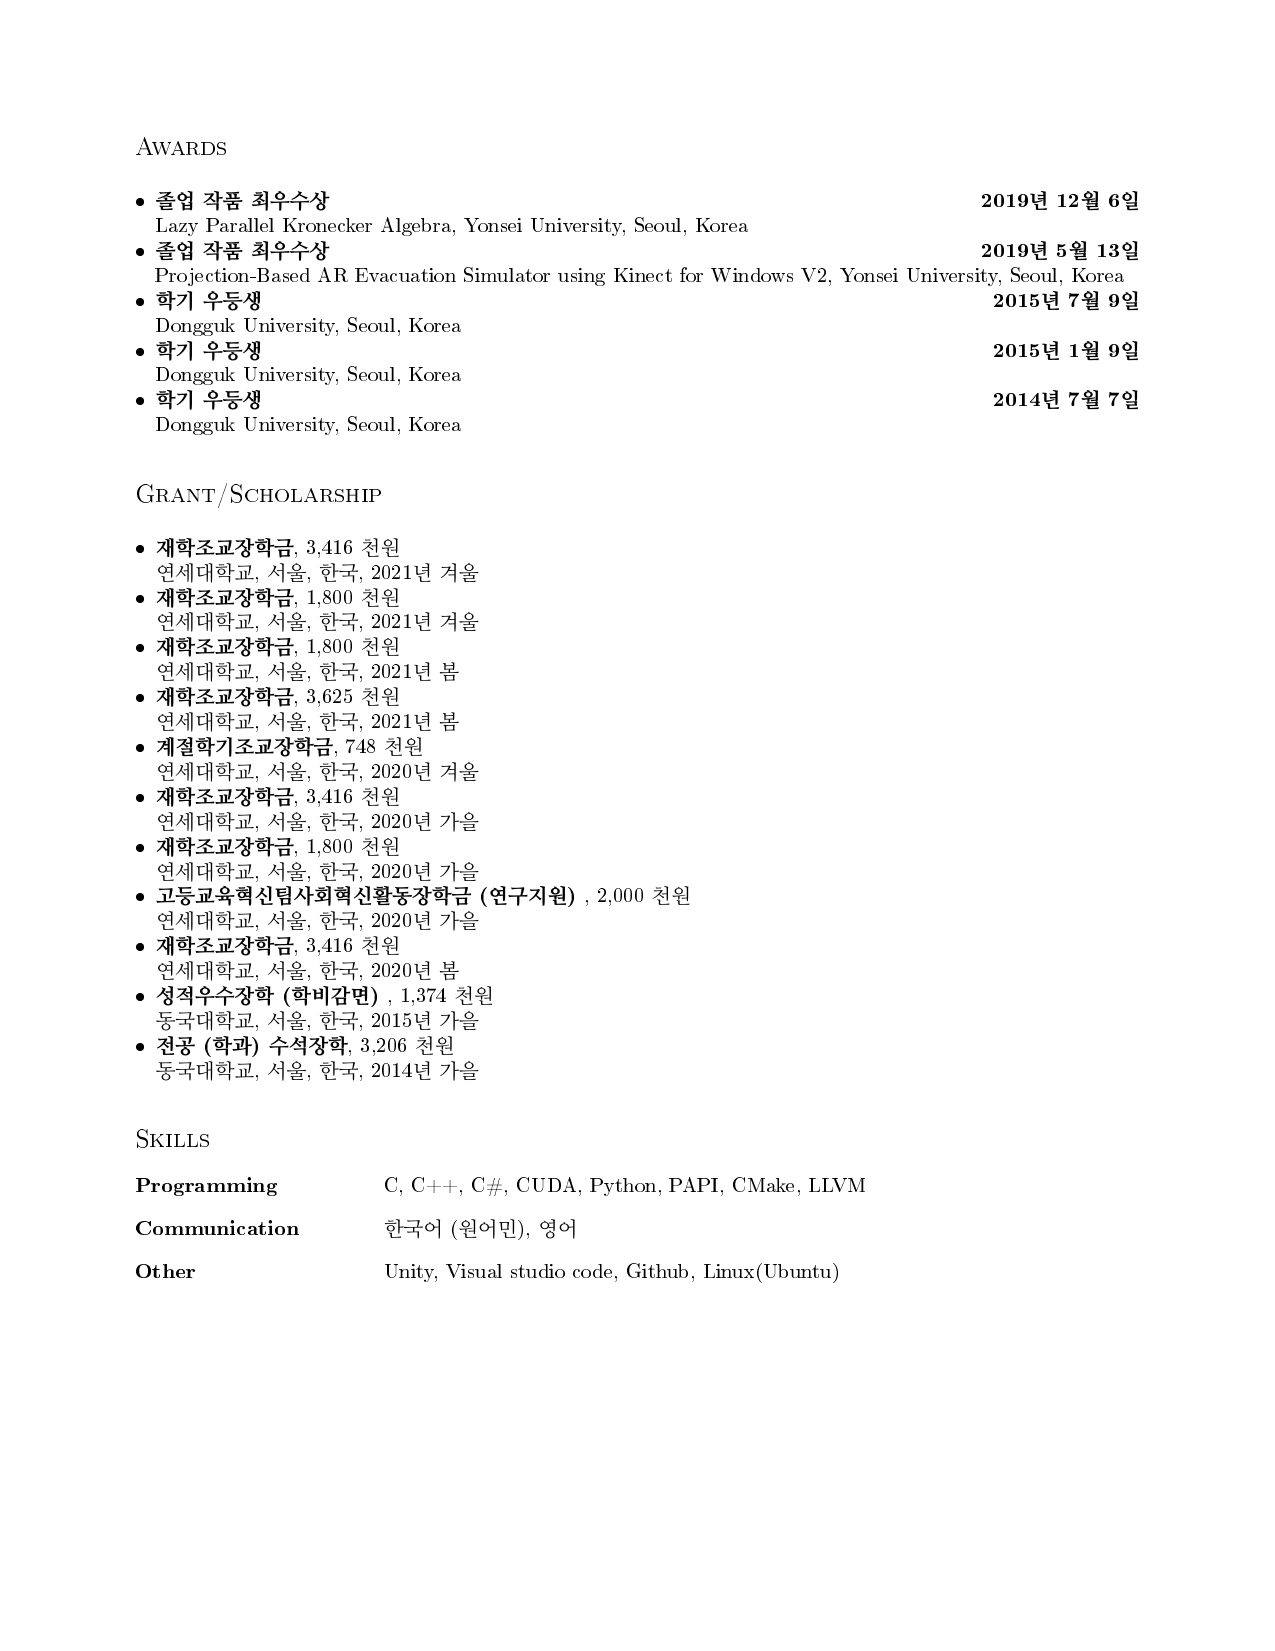 AWARDS
• 졸업 작품 최우수상 2019년 12월 6일
Lazy Parallel Kronecker Algebra, Yonsei University, Seoul, Korea
• 졸업 작품 최우수상 2019년 5월 13일
Projection-Based AR Evacuation Simulator using Kinect for Windows V2, Yonsei University, Seoul, Korea
• 학기 우등생 2015년 7월 9일
Dongguk University, Seoul, Korea
• 학기 우등생 2015년 1월 9일
Dongguk University, Seoul, Korea
• 학기 우등생 2014년 7월 7일
Dongguk University, Seoul, Korea
GRANT/SCHOLARSHIP
• 재학조교장학금, 3,416 천원
연세대학교, 서울, 한국, 2021년 겨울
• 재학조교장학금, 1,800 천원
연세대학교, 서울, 한국, 2021년 겨울
• 재학조교장학금, 1,800 천원
연세대학교, 서울, 한국, 2021년 봄
• 재학조교장학금, 3,625 천원
연세대학교, 서울, 한국, 2021년 봄
• 계절학기조교장학금, 748 천원
연세대학교, 서울, 한국, 2020년 겨울
• 재학조교장학금, 3,416 천원
연세대학교, 서울, 한국, 2020년 가을
• 재학조교장학금, 1,800 천원
연세대학교, 서울, 한국, 2020년 가을
• 고등교육혁신팀사회혁신활동장학금 (연구지원) , 2,000 천원
연세대학교, 서울, 한국, 2020년 가을
• 재학조교장학금, 3,416 천원
연세대학교, 서울, 한국, 2020년 봄
• 성적우수장학 (학비감면) , 1,374 천원
동국대학교, 서울, 한국, 2015년 가을
• 전공 (학과) 수석장학, 3,206 천원
동국대학교, 서울, 한국, 2014년 가을
SKILLS
Programming C, C++, C#, CUDA, Python, PAPI, CMake, LLVM
Communication 한국어 (원어민), 영어
Other Unity, Visual studio code, Github, Linux(Ubuntu)